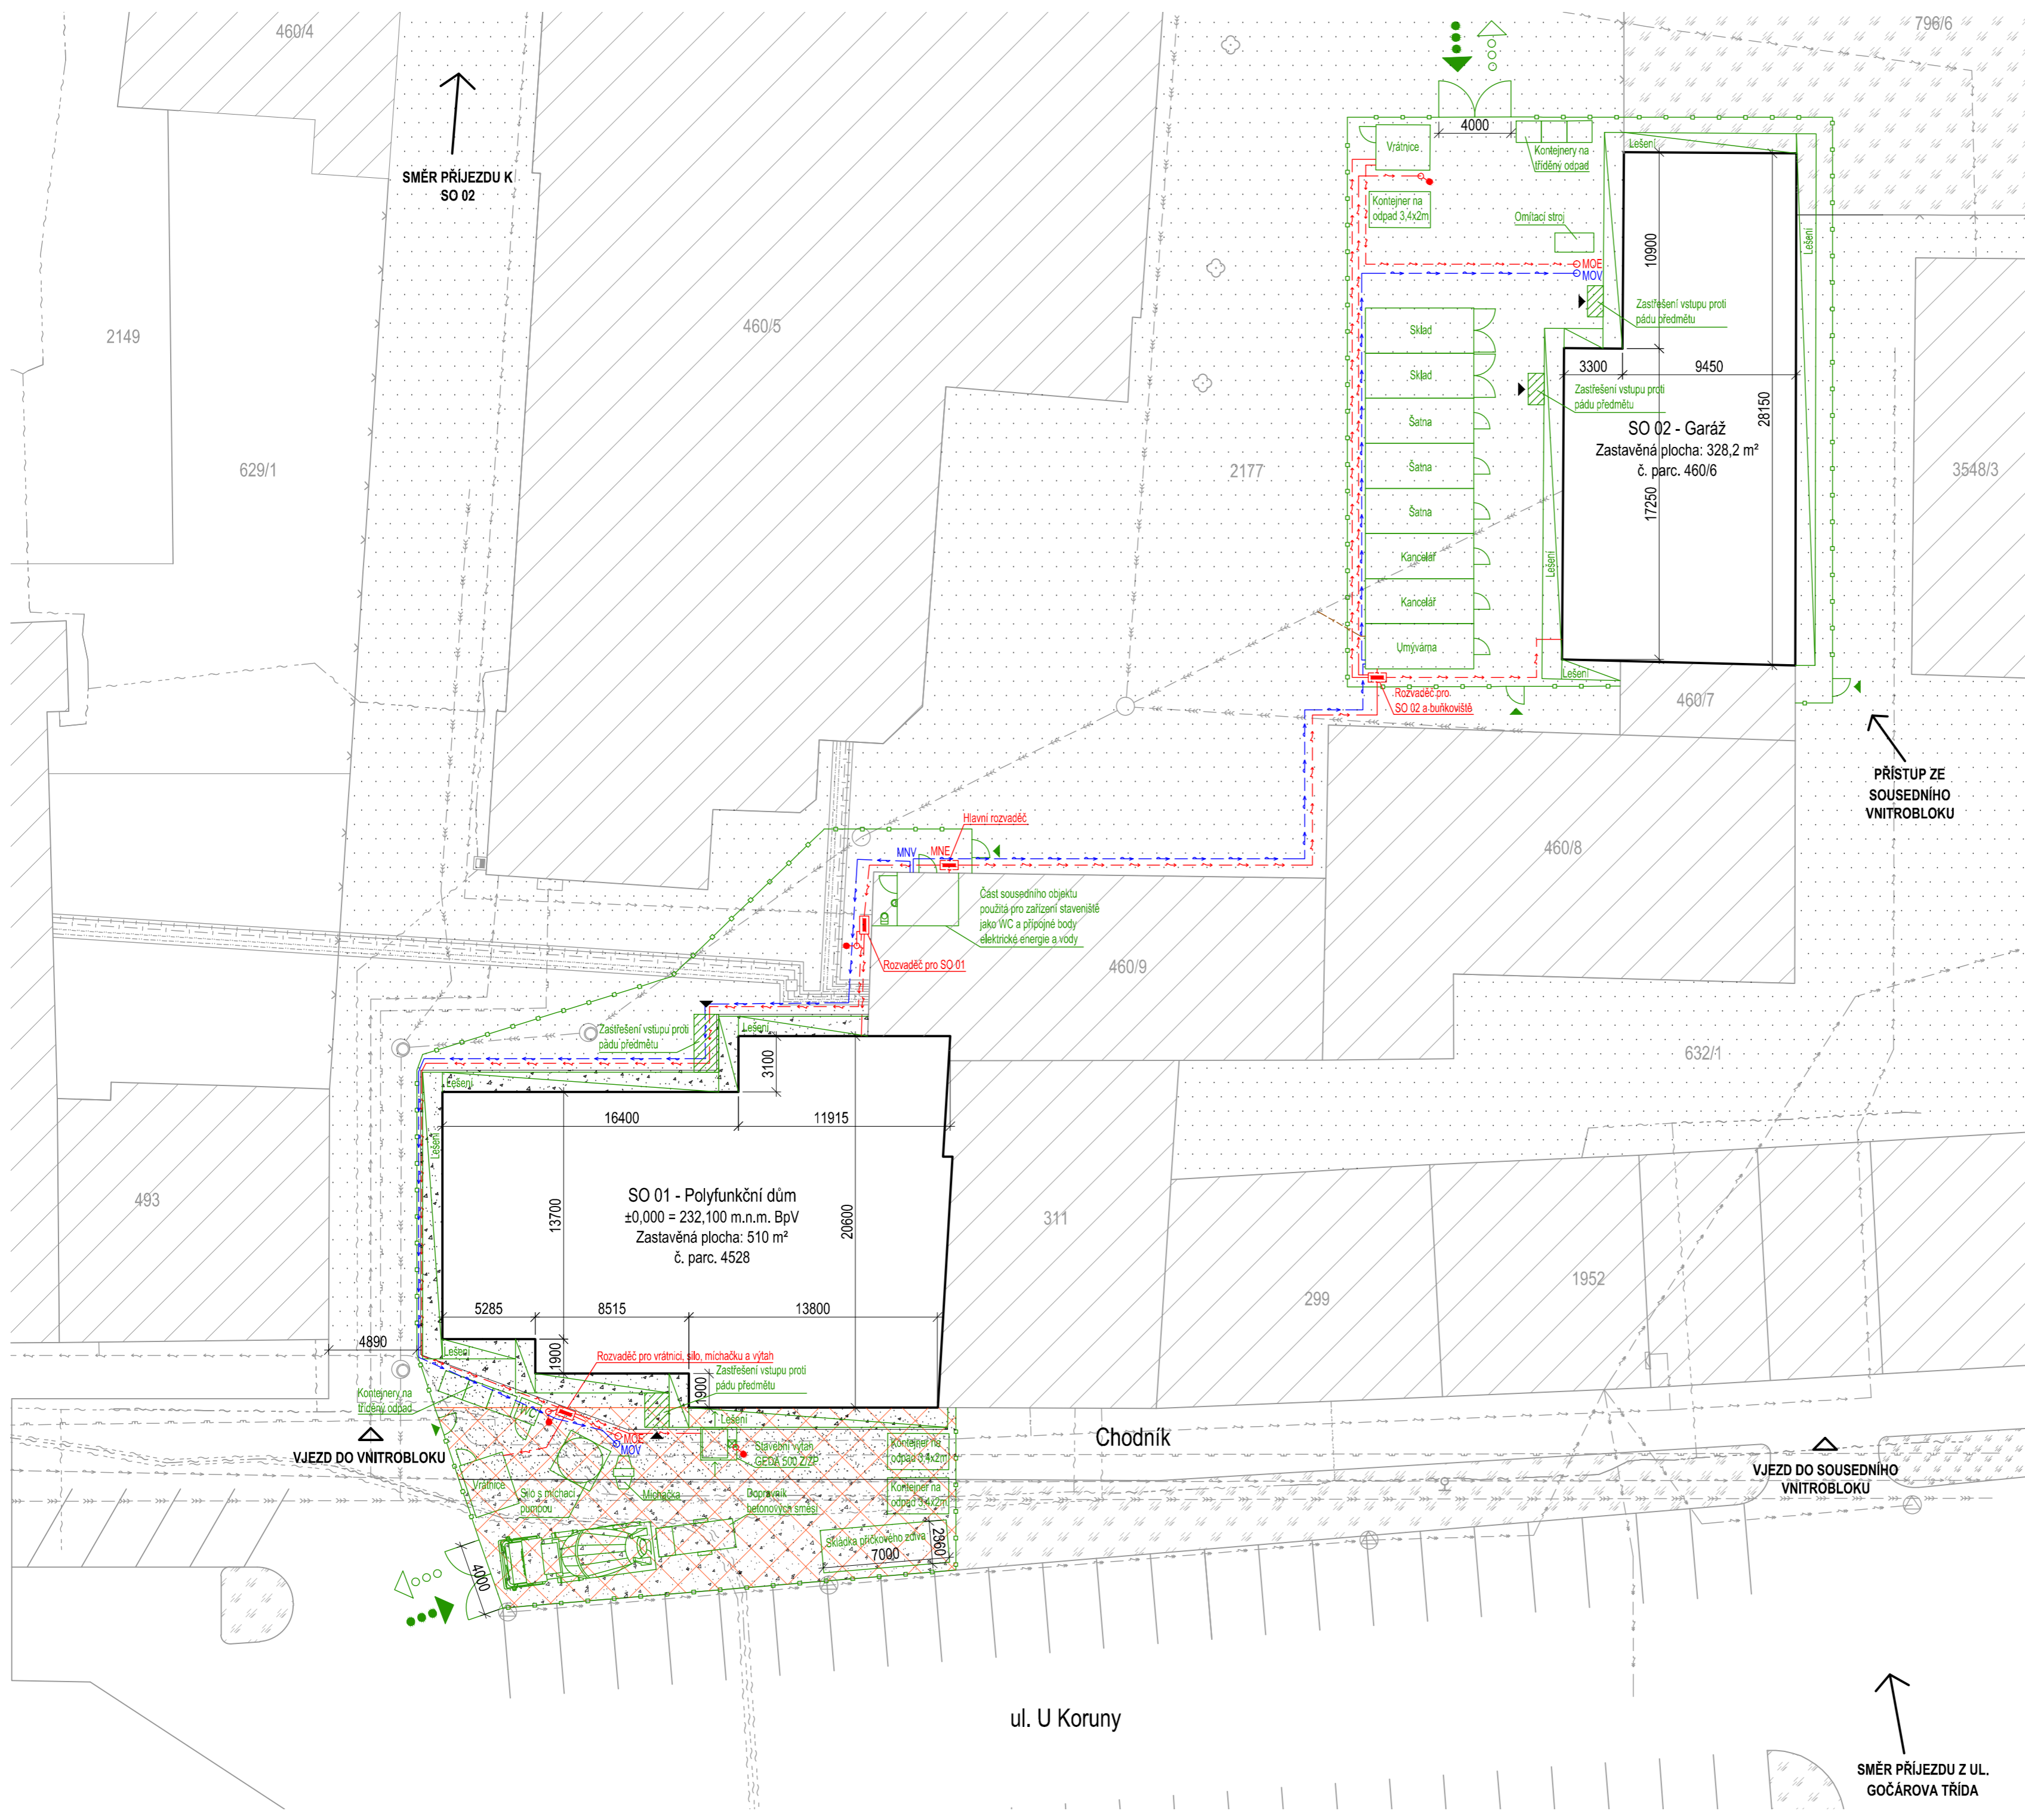 460/4
796/6
SMĚR PŘÍJEZDU K
SO 02
4000
Vrátnice
Kontejnery na
tříděný odpad
Lešení
Kontejner na
odpad 3,4x2m
Omítací stroj
Lešení
10900
MOE
MOV
Zastřešení vstupu proti
pádu předmětu
2149
460/5
Sklad
Sklad
3300
9450
Zastřešení vstupu proti
pádu předmětu
28150
Šatna
SO 02 - Garáž
Zastavěná plocha: 328,2 m²
č. parc. 460/6
629/1
2177
Šatna
3548/3
17250
Šatna
Kancelář
Lešení
Kancelář
Umývárna
Lešení
Rozvaděč pro
SO 02 a buňkoviště
460/7
PŘÍSTUP ZE
SOUSEDNÍHO
VNITROBLOKU
Hlavní rozvaděč
MNV
MNE
460/8
Část sousedního objektu
použitá pro zařízení staveniště
jako WC a přípojné body
elektrické energie a vody
Rozvaděč pro SO 01
460/9
Zastřešení vstupu proti
pádu předmětu
Lešení
3100
632/1
Lešení
16400
11915
Lešení
493
13700
SO 01 - Polyfunkční dům
±0,000 = 232,100 m.n.m. BpV
Zastavěná plocha: 510 m²
č. parc. 4528
20600
311
1952
299
5285
8515
13800
4890
Lešení
1900
Rozvaděč pro vrátnici, silo, míchačku a výtah
Zastřešení vstupu proti
pádu předmětu
1900
Kontejnery na
tříděný odpad
WC
Lešení
MOE
MOV
Chodník
VJEZD DO VNITROBLOKU
Stavební výtah
GEDA 500 Z/ZP
Kontejner na
odpad 3,4x2m
VJEZD DO SOUSEDNÍHO
VNITROBLOKU
Vrátnice
Silo s míchací
pumpou
Míchačka
Dopravník
betonových směsí
Kontejner na
odpad 3,4x2m
Skládka příčkového zdiva
7000
2960
4000
ul. U Koruny
SMĚR PŘÍJEZDU Z UL.
GOČÁROVA TŘÍDA